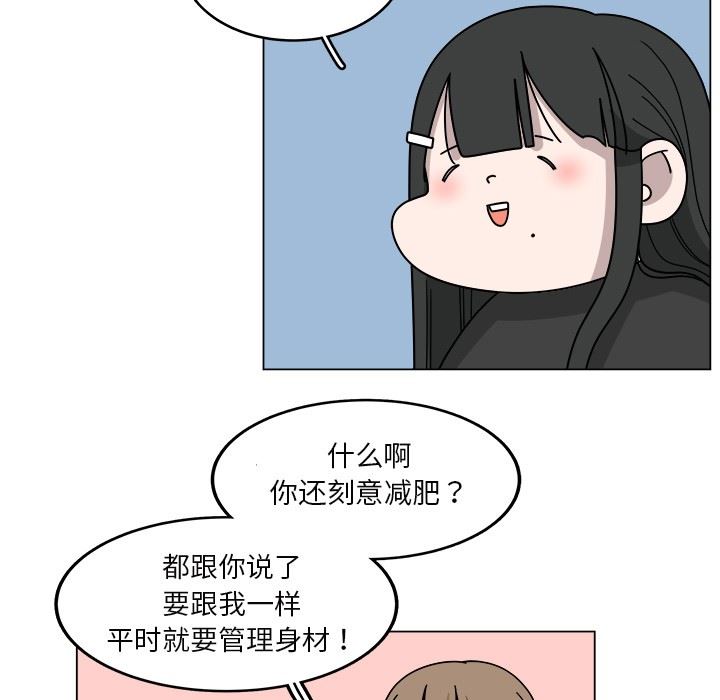 什么啊
你还刻意减肥？
都跟你说了
要跟我一样
平时就要管理身材！